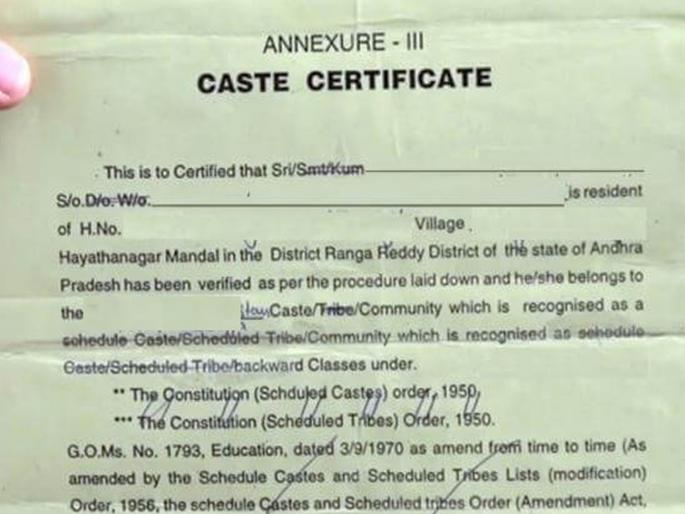 ANNEXURE - III
CASTE CERTIFICATE
This is to Certified that Sri/Smt/Kum
S/o.D/o. W/o. is resident
of H.No. Village
Hayathanagar Mandal in the District Ranga Reddy District of the state of Andhra
Pradesh has been verified as per the procedure laid down and he/she belongs to
the Caste/Tribe/Community which is recognised as a
schedule Caste/Scheduled Tribe/Community which is recognised as schedule
Caste/Scheduled Tribe/backward Classes under.
** The Constitution (Schduled Castes) order, 1950,
*** The Constitution (Scheduled Tribes) Order, 1950.
G.O.Ms. No. 1793, Education, dated 3/9/1970 as amend from time to time (As
amended by the Schedule Castes and Scheduled Tribes Lists (modification)
Order, 1956, the schedule Castes and Scheduled tribes Order (Amendment) Act,